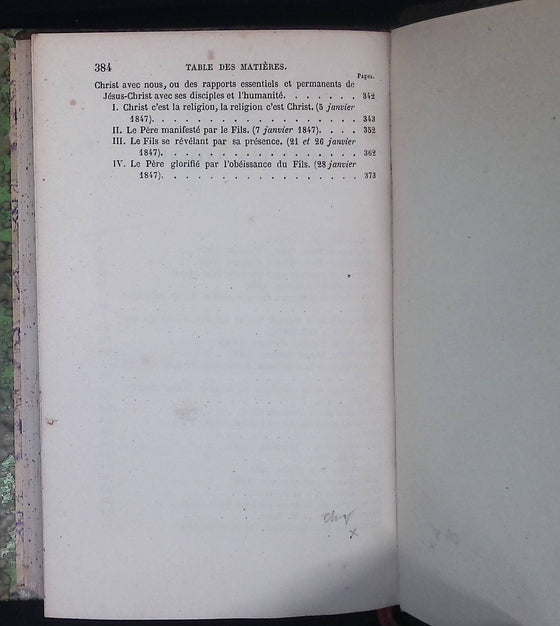 384 TABLE DES MATIÈRES.
Pages.
Christ avec nous, ou des rapports essentiels et permanents de
Jésus-Christ avec ses disciples et l'humanité. . . . . . . . 342
I. Christ c'est la religion, la religion c'est Christ. (5 janvier
1847). . . . . . . . . . . . . . . . . . 343
II. Le Père manifesté par le Fils. (7 janvier 1847). . . . 352
III. Le Fils se révélant par sa présence. (21 et 26 janvier
1847). . . . . . . . . . . . . . . . . . 362
IV. Le Père glorifié par l'obéissance du Fils. (28 janvier
1847). . . . . . . . . . . . . . . . . . 373
x